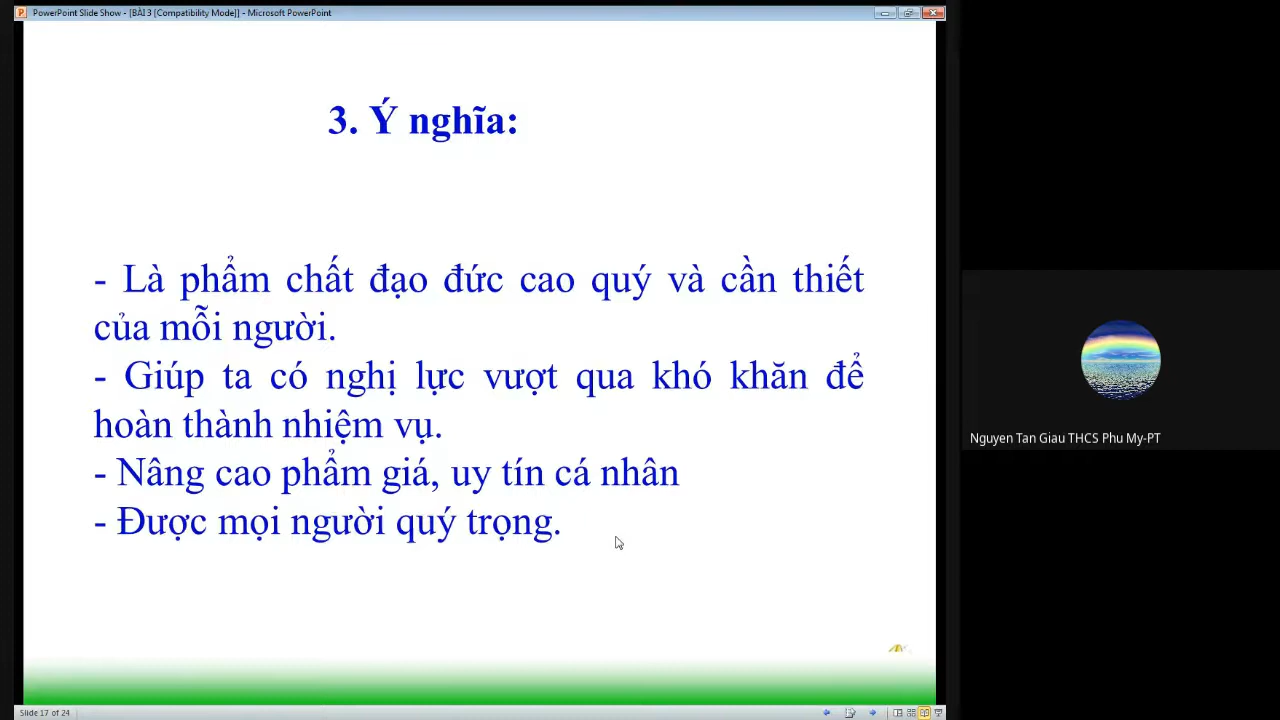 PowerPoint Slide Show - [BÀI 3 [Compatibility Mode]] - Microsoft PowerPoint
3. Ý nghĩa:
- Là phẩm chất đạo đức cao quý và cần thiết
của mỗi người.
- Giúp ta có nghị lực vượt qua khó khăn để
hoàn thành nhiệm vụ.
- Nâng cao phẩm giá, uy tín cá nhân
- Được mọi người quý trọng.
Nguyen Tan Giau THCS Phu My-PT
Slide 17 of 24